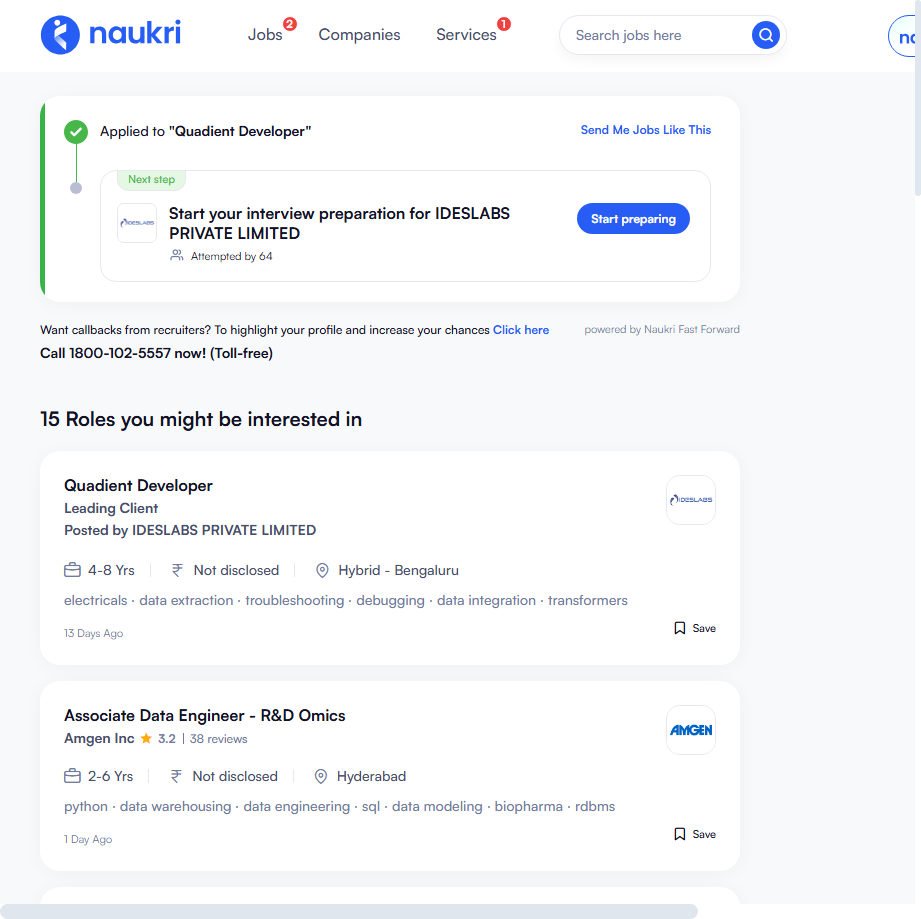 naukri
Jobs 2 Companies Services 1 Search jobs here
Applied to "Quadient Developer" Send Me Jobs Like This
Next step
IDESLABS
Start your interview preparation for IDESLABS
PRIVATE LIMITED
Start preparing
Attempted by 64
Want callbacks from recruiters? To highlight your profile and increase your chances Click here powered by Naukri Fast Forward
Call 1800-102-5557 now! (Toll-free)
15 Roles you might be interested in
Quadient Developer
IDESLABS
Leading Client
Posted by IDESLABS PRIVATE LIMITED
4-8 Yrs ₹ Not disclosed Hybrid - Bengaluru
electricals · data extraction · troubleshooting · debugging · data integration · transformers
13 Days Ago Save
Associate Data Engineer - R&D Omics
AMGEN
Amgen Inc 3.2 | 38 reviews
2-6 Yrs ₹ Not disclosed Hyderabad
python · data warehousing · data engineering · sql · data modeling · biopharma · rdbms
1 Day Ago Save